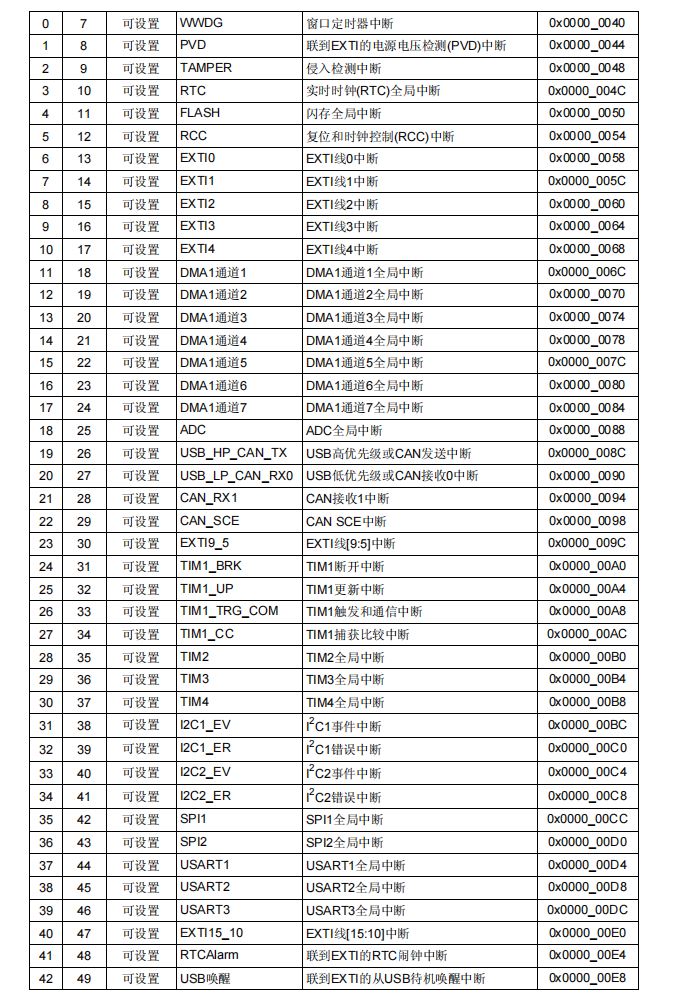 0 7 可设置 WWDG 窗口定时器中断 0x0000_0040
1 8 可设置 PVD 联到EXTI的电源电压检测(PVD)中断 0x0000_0044
2 9 可设置 TAMPER 侵入检测中断 0x0000_0048
3 10 可设置 RTC 实时时钟(RTC)全局中断 0x0000_004C
4 11 可设置 FLASH 闪存全局中断 0x0000_0050
5 12 可设置 RCC 复位和时钟控制(RCC)中断 0x0000_0054
6 13 可设置 EXTI0 EXTI线0中断 0x0000_0058
7 14 可设置 EXTI1 EXTI线1中断 0x0000_005C
8 15 可设置 EXTI2 EXTI线2中断 0x0000_0060
9 16 可设置 EXTI3 EXTI线3中断 0x0000_0064
10 17 可设置 EXTI4 EXTI线4中断 0x0000_0068
11 18 可设置 DMA1通道1 DMA1通道1全局中断 0x0000_006C
12 19 可设置 DMA1通道2 DMA1通道2全局中断 0x0000_0070
13 20 可设置 DMA1通道3 DMA1通道3全局中断 0x0000_0074
14 21 可设置 DMA1通道4 DMA1通道4全局中断 0x0000_0078
15 22 可设置 DMA1通道5 DMA1通道5全局中断 0x0000_007C
16 23 可设置 DMA1通道6 DMA1通道6全局中断 0x0000_0080
17 24 可设置 DMA1通道7 DMA1通道7全局中断 0x0000_0084
18 25 可设置 ADC ADC全局中断 0x0000_0088
19 26 可设置 USB_HP_CAN_TX USB高优先级或CAN发送中断 0x0000_008C
20 27 可设置 USB_LP_CAN_RX0 USB低优先级或CAN接收0中断 0x0000_0090
21 28 可设置 CAN_RX1 CAN接收1中断 0x0000_0094
22 29 可设置 CAN_SCE CAN SCE中断 0x0000_0098
23 30 可设置 EXTI9_5 EXTI线[9:5]中断 0x0000_009C
24 31 可设置 TIM1_BRK TIM1断开中断 0x0000_00A0
25 32 可设置 TIM1_UP TIM1更新中断 0x0000_00A4
26 33 可设置 TIM1_TRG_COM TIM1触发和通信中断 0x0000_00A8
27 34 可设置 TIM1_CC TIM1捕获比较中断 0x0000_00AC
28 35 可设置 TIM2 TIM2全局中断 0x0000_00B0
29 36 可设置 TIM3 TIM3全局中断 0x0000_00B4
30 37 可设置 TIM4 TIM4全局中断 0x0000_00B8
31 38 可设置 I2C1_EV I²C1事件中断 0x0000_00BC
32 39 可设置 I2C1_ER I²C1错误中断 0x0000_00C0
33 40 可设置 I2C2_EV I²C2事件中断 0x0000_00C4
34 41 可设置 I2C2_ER I²C2错误中断 0x0000_00C8
35 42 可设置 SPI1 SPI1全局中断 0x0000_00CC
36 43 可设置 SPI2 SPI2全局中断 0x0000_00D0
37 44 可设置 USART1 USART1全局中断 0x0000_00D4
38 45 可设置 USART2 USART2全局中断 0x0000_00D8
39 46 可设置 USART3 USART3全局中断 0x0000_00DC
40 47 可设置 EXTI15_10 EXTI线[15:10]中断 0x0000_00E0
41 48 可设置 RTCAlarm 联到EXTI的RTC闹钟中断 0x0000_00E4
42 49 可设置 USB唤醒 联到EXTI的从USB待机唤醒中断 0x0000_00E8